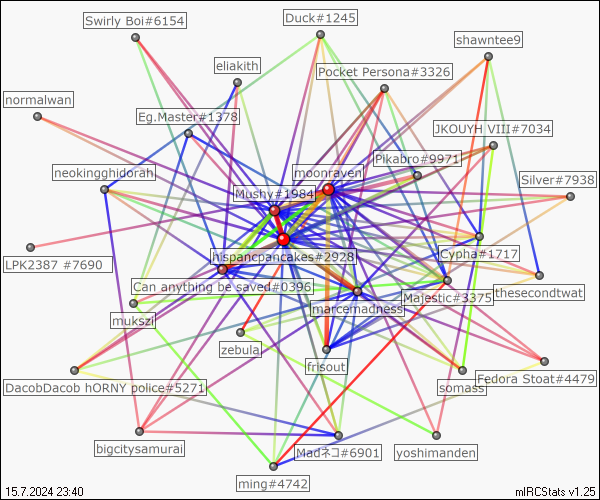 Swirly Boi#6154
Duck#1245
shawntee9
eliakith
Pocket Persona#3326
normalwan
Eg.Master#1378
JKOUYH VIII#7034
neokingghidorah
moonraven
Pikabro#9971
Mushy#1984
Silver#7938
LPK2387 #7690
hispancpancakes#2928
Cypha#1717
Can anything be saved#0396
Majestic#3375
thesecondtwat
mukszi
marcemadness
zebula
frisout
DacobDacob hORNY police#5271
somass
Fedora Stoat#4479
bigcitysamurai
Madネコ#6901
yoshimanden
ming#4742
15.7.2024 23:40
mIRCStats v1.25